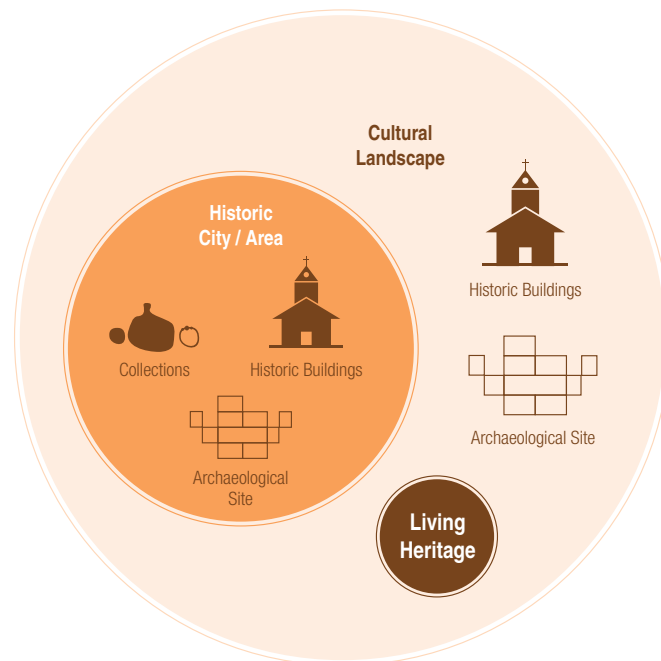 Cultural
Landscape
Historic
City / Area
Historic Buildings
Collections
Historic Buildings
Archaeological Site
Archaeological
Site
Living
Heritage